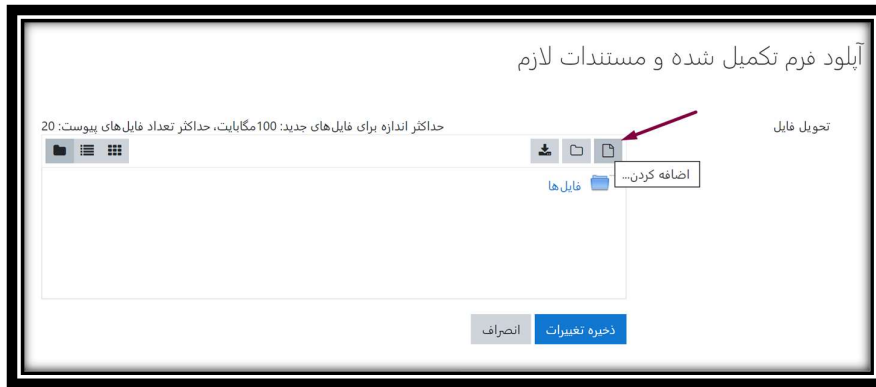 آپلود فرم تکمیل شده و مستندات لازم
تحویل فایل
حداکثر اندازه برای فایل‌های جدید: 100مگابایت، حداکثر تعداد فایل‌های پیوست: 20
اضافه کردن...
فایل‌ها
ذخیره تغییرات
انصراف